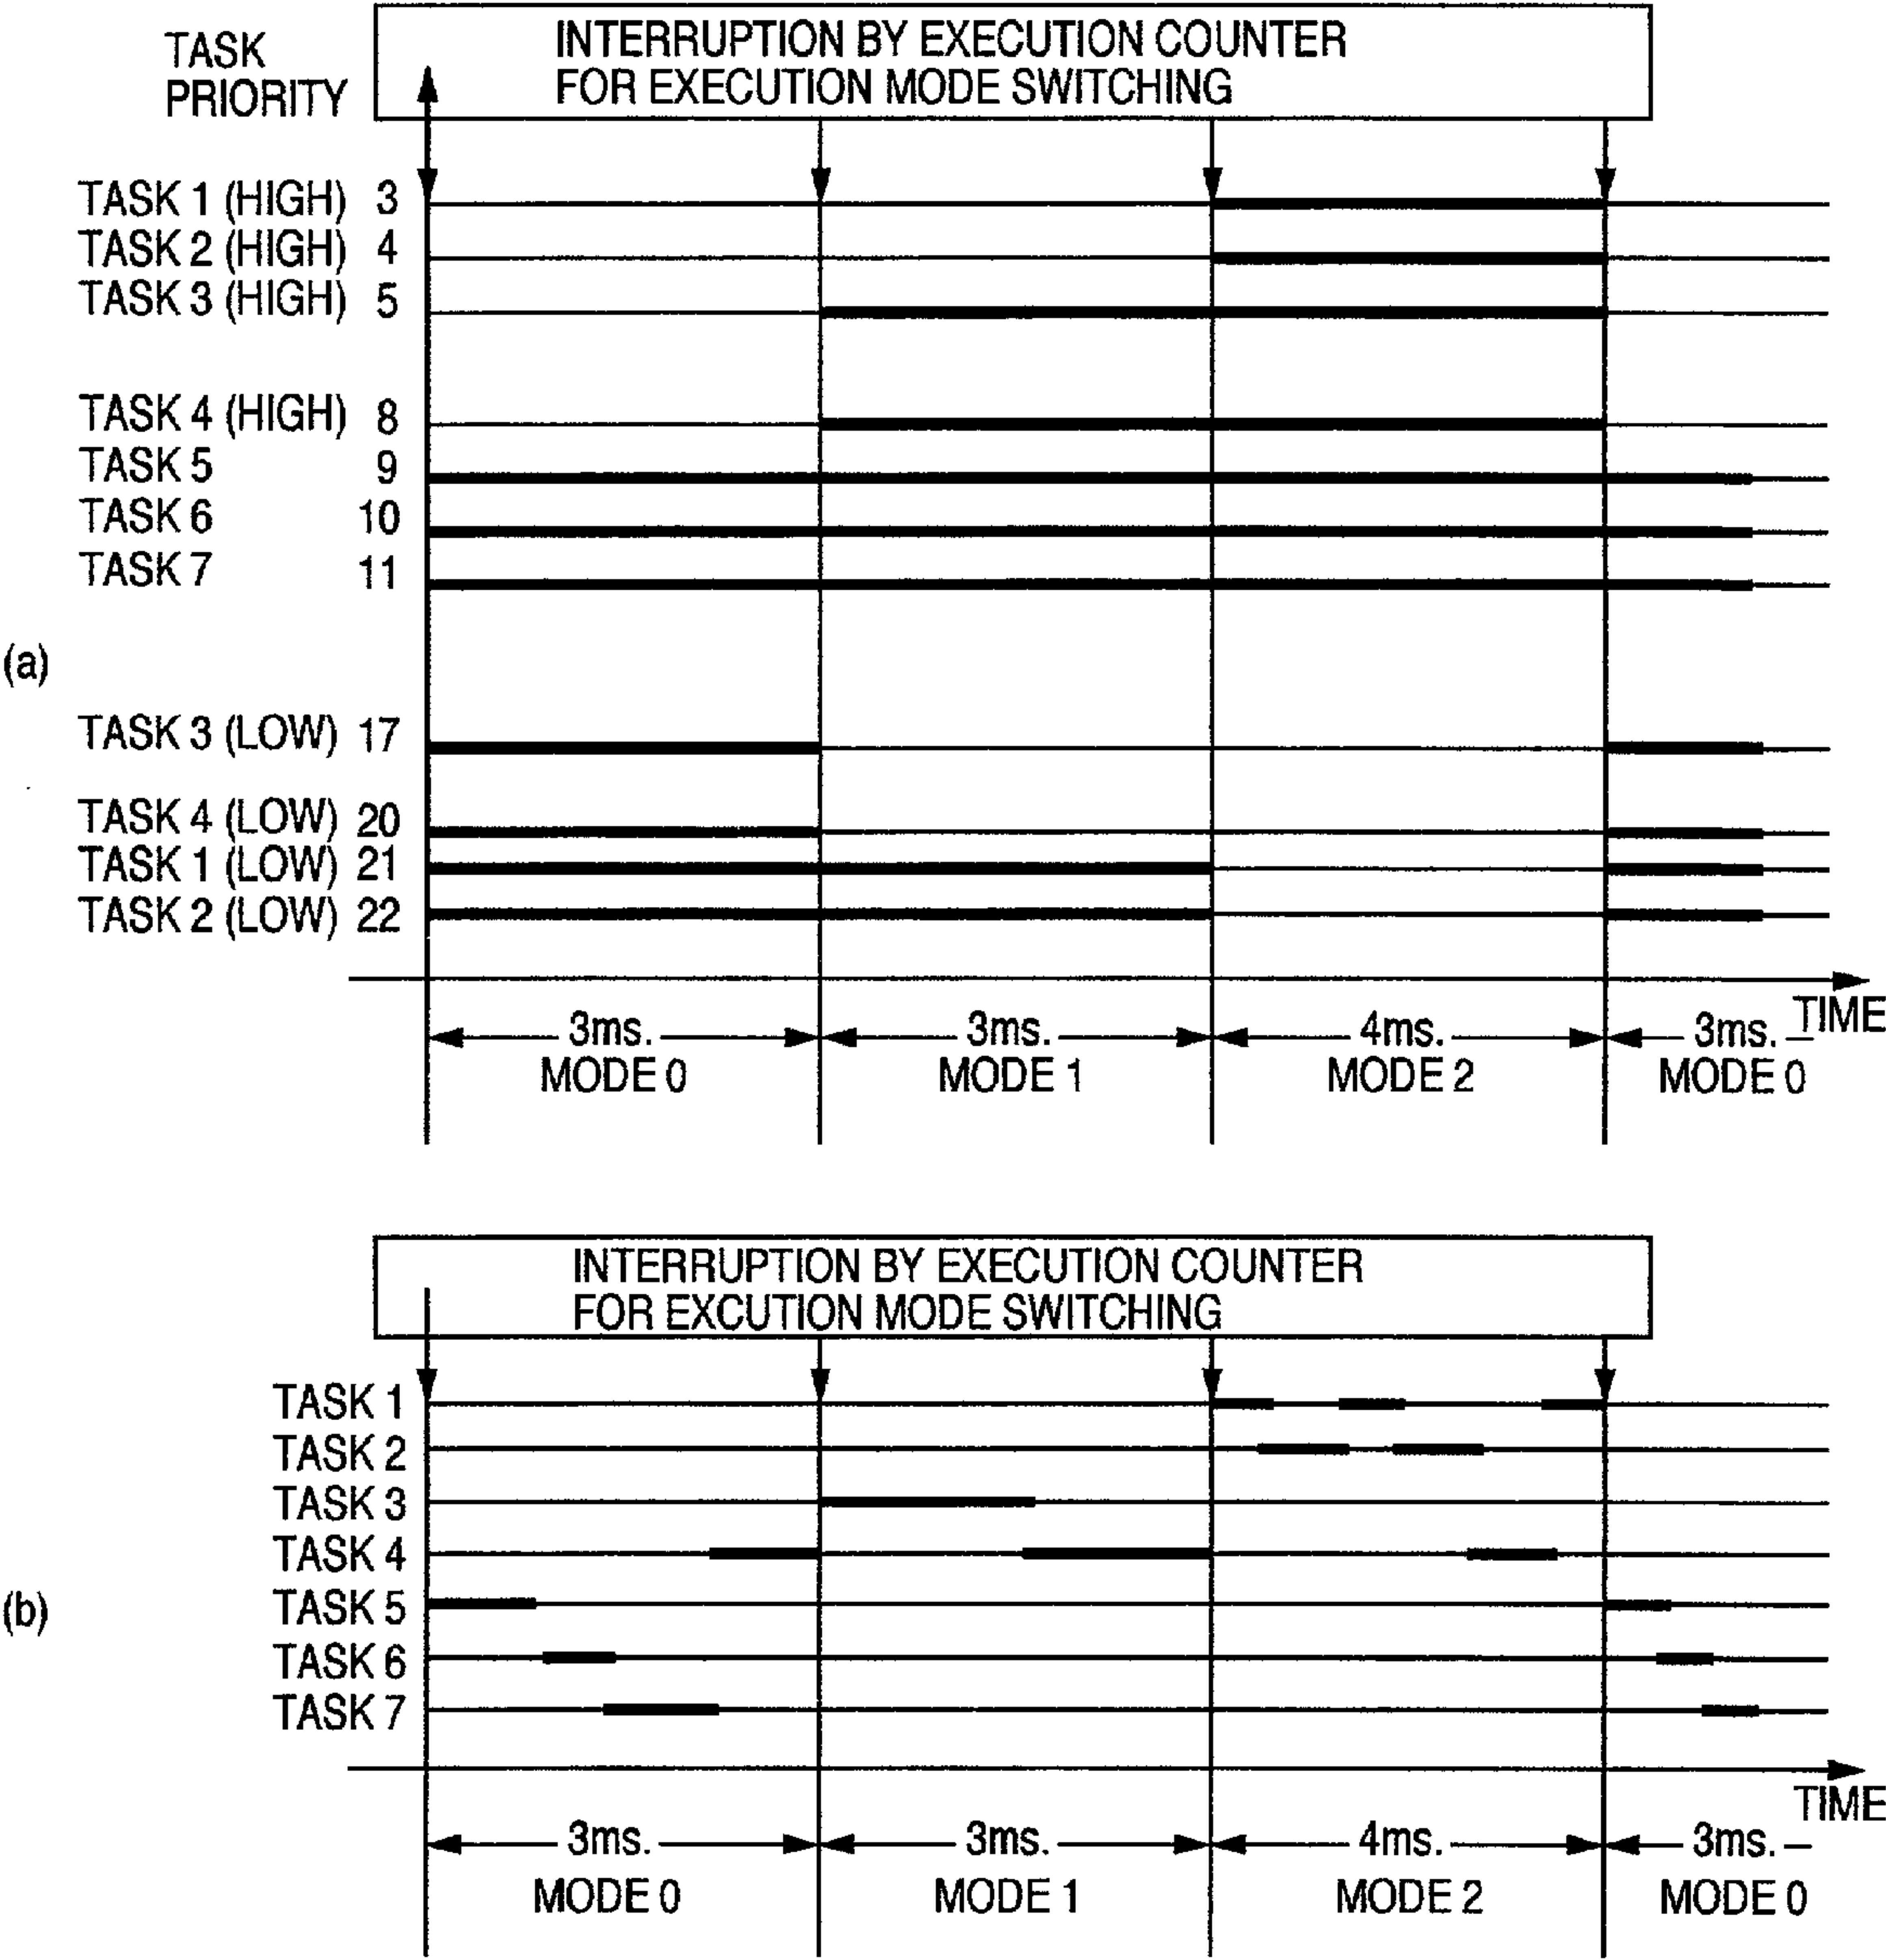 TASK
PRIORITY
INTERRUPTION BY EXECUTION COUNTER
FOR EXECUTION MODE SWITCHING
TASK 1 (HIGH) 3
TASK 2 (HIGH) 4
TASK 3 (HIGH) 5
TASK 4 (HIGH) 8
TASK 5 9
TASK 6 10
TASK 7 11
(a)
TASK 3 (LOW) 17
TASK 4 (LOW) 20
TASK 1 (LOW) 21
TASK 2 (LOW) 22
TIME
3ms. 3ms. 4ms. 3ms.
MODE 0 MODE 1 MODE 2 MODE 0
INTERRUPTION BY EXECUTION COUNTER
FOR EXCUTION MODE SWITCHING
TASK 1
TASK 2
TASK 3
TASK 4
TASK 5
(b)
TASK 6
TASK 7
TIME
3ms. 3ms. 4ms. 3ms.
MODE 0 MODE 1 MODE 2 MODE 0